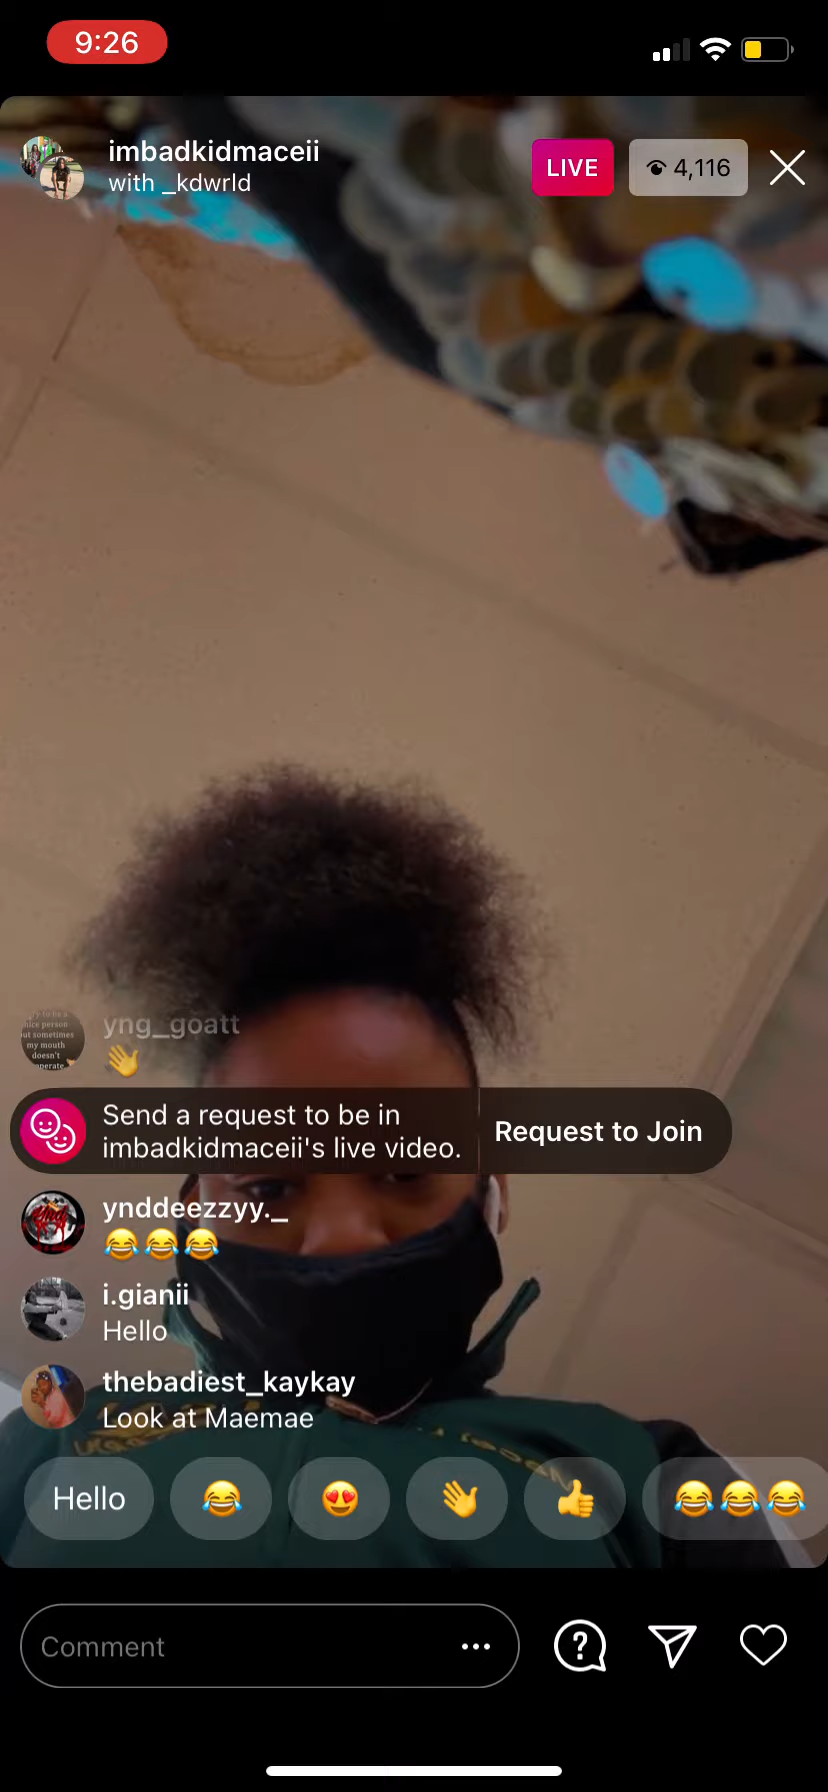 9:26
imbadkidmaceii
with _kdwrld
LIVE
4,116
yng_goatt
👋
Send a request to be in
imbadkidmaceii's live video.
Request to Join
ynddeezzyy._
😂😂😂
i.gianii
Hello
thebadiest_kaykay
Look at Maemae
Hello 😂 😍 👋 👍 😂😂😂
Comment